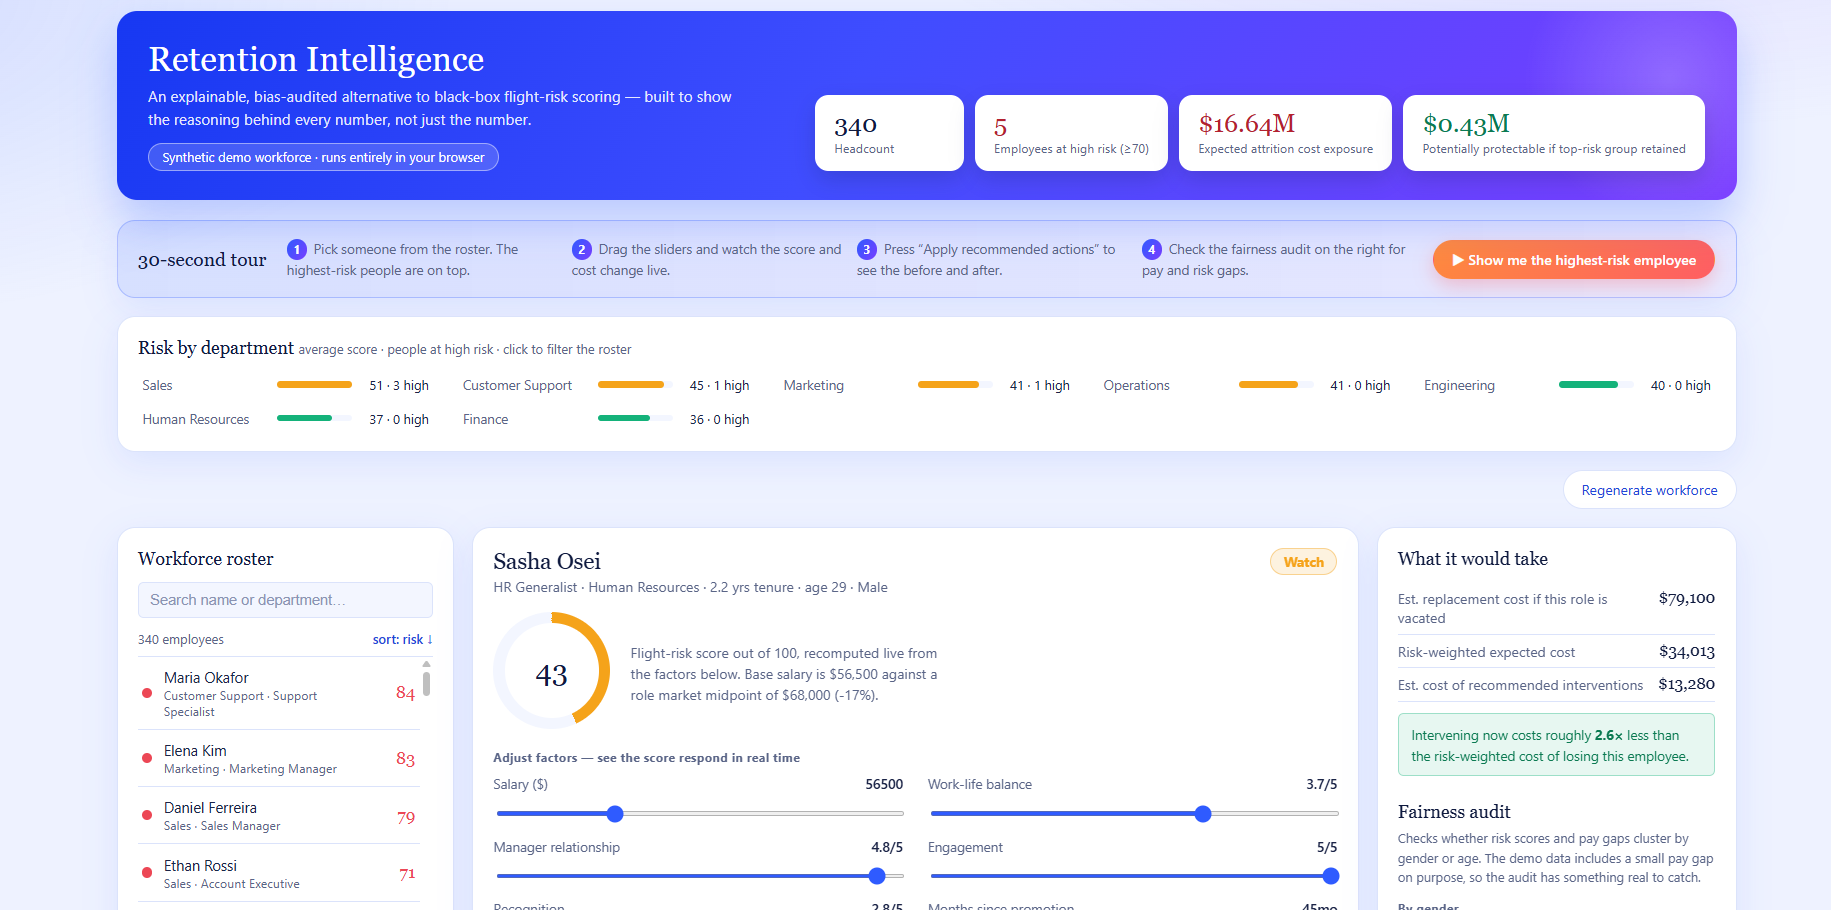 Retention Intelligence
An explainable, bias-audited alternative to black-box flight-risk scoring — built to show
the reasoning behind every number, not just the number.
Synthetic demo workforce · runs entirely in your browser
340
Headcount
5
Employees at high risk (≥70)
$16.64M
Expected attrition cost exposure
$0.43M
Potentially protectable if top-risk group retained
30-second tour
1 Pick someone from the roster. The
highest-risk people are on top.
2 Drag the sliders and watch the score and
cost change live.
3 Press “Apply recommended actions” to
see the before and after.
4 Check the fairness audit on the right for
pay and risk gaps.
▶ Show me the highest-risk employee
Risk by department average score · people at high risk · click to filter the roster
Sales 51 · 3 high
Customer Support 45 · 1 high
Marketing 41 · 1 high
Operations 41 · 0 high
Engineering 40 · 0 high
Human Resources 37 · 0 high
Finance 36 · 0 high
Regenerate workforce
Workforce roster
Search name or department...
340 employees sort: risk ↓
Maria Okafor
Customer Support · Support
Specialist
84
Elena Kim
Marketing · Marketing Manager
83
Daniel Ferreira
Sales · Sales Manager
79
Ethan Rossi
Sales · Account Executive
71
Sasha Osei
Watch
HR Generalist · Human Resources · 2.2 yrs tenure · age 29 · Male
43
Flight-risk score out of 100, recomputed live from
the factors below. Base salary is $56,500 against a
role market midpoint of $68,000 (-17%).
Adjust factors — see the score respond in real time
Salary ($) 56500
Work-life balance 3.7/5
Manager relationship 4.8/5
Engagement 5/5
Recognition 2.8/5
Months since promotion 45mo
What it would take
Est. replacement cost if this role is
vacated
$79,100
Risk-weighted expected cost $34,013
Est. cost of recommended interventions $13,280
Intervening now costs roughly 2.6× less than
the risk-weighted cost of losing this employee.
Fairness audit
Checks whether risk scores and pay gaps cluster by
gender or age. The demo data includes a small pay gap
on purpose, so the audit has something real to catch.
By gender